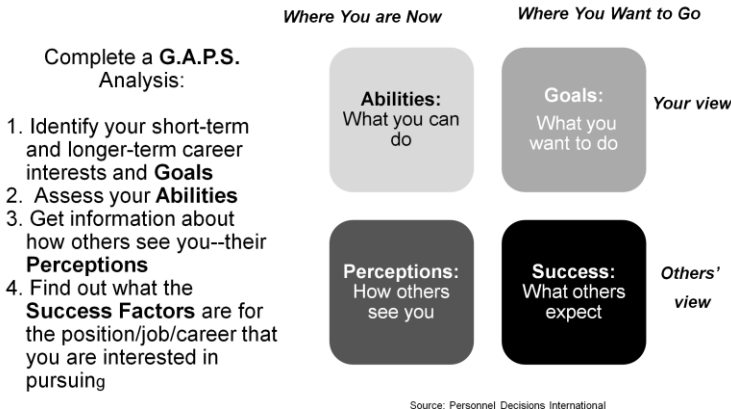 Where You are Now
Where You Want to Go
Complete a G.A.P.S.
Analysis:
1. Identify your short-term
and longer-term career
interests and Goals
2. Assess your Abilities
3. Get information about
how others see you--their
Perceptions
4. Find out what the
Success Factors are for
the position/job/career that
you are interested in
pursuing
Abilities:
What you can
do
Goals:
What you
want to do
Your view
Perceptions:
How others
see you
Success:
What others
expect
Others'
view
Source: Personnel Decisions International